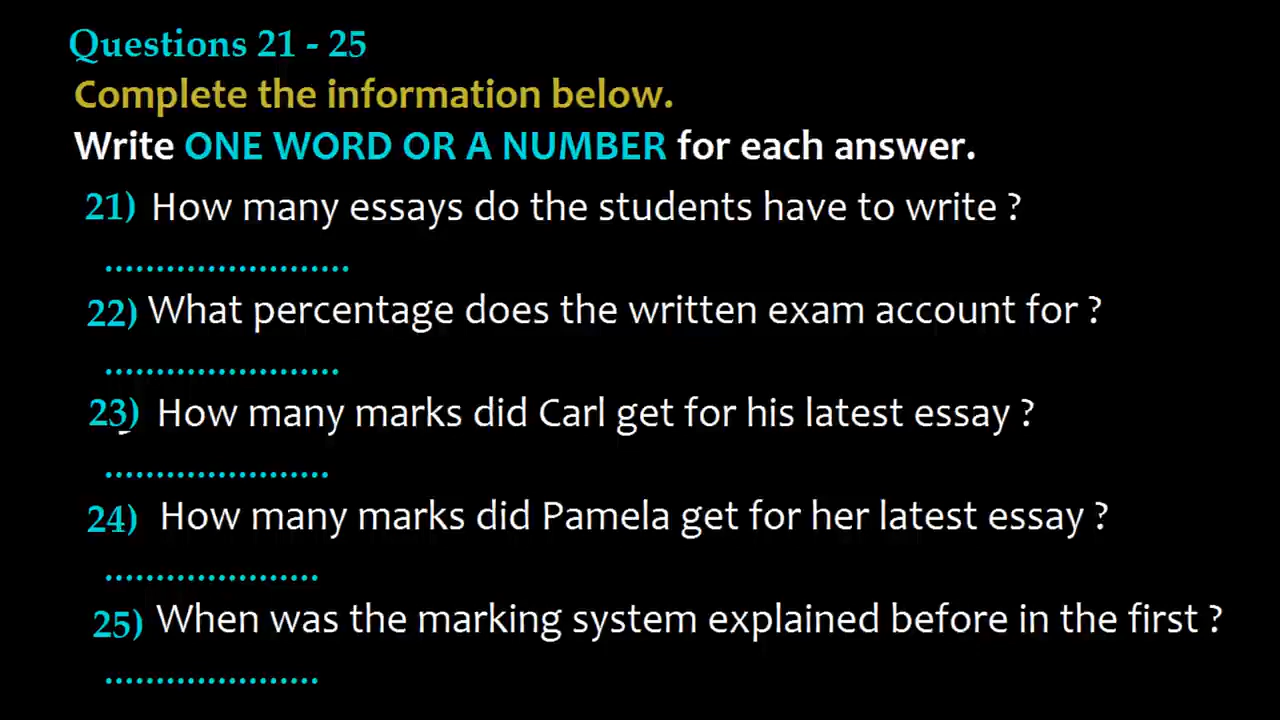 Questions 21 - 25
Complete the information below.
Write ONE WORD OR A NUMBER for each answer.
21) How many essays do the students have to write ?
........................
22) What percentage does the written exam account for ?
.......................
23) How many marks did Carl get for his latest essay ?
......................
24) How many marks did Pamela get for her latest essay ?
.....................
25) When was the marking system explained before in the first ?
.....................